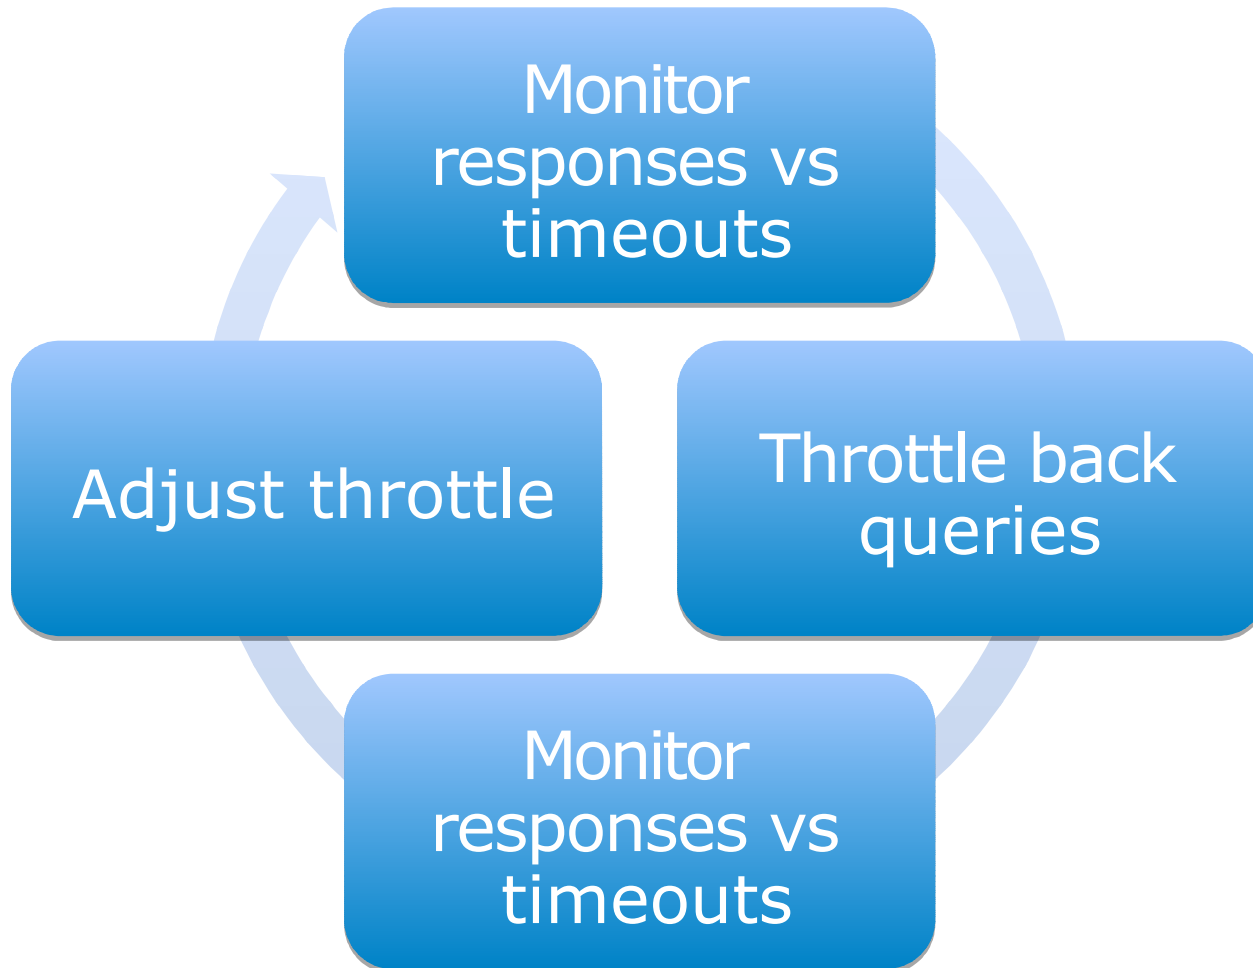 Monitor
responses vs
timeouts
Throttle back
queries
Monitor
responses vs
timeouts
Adjust throttle